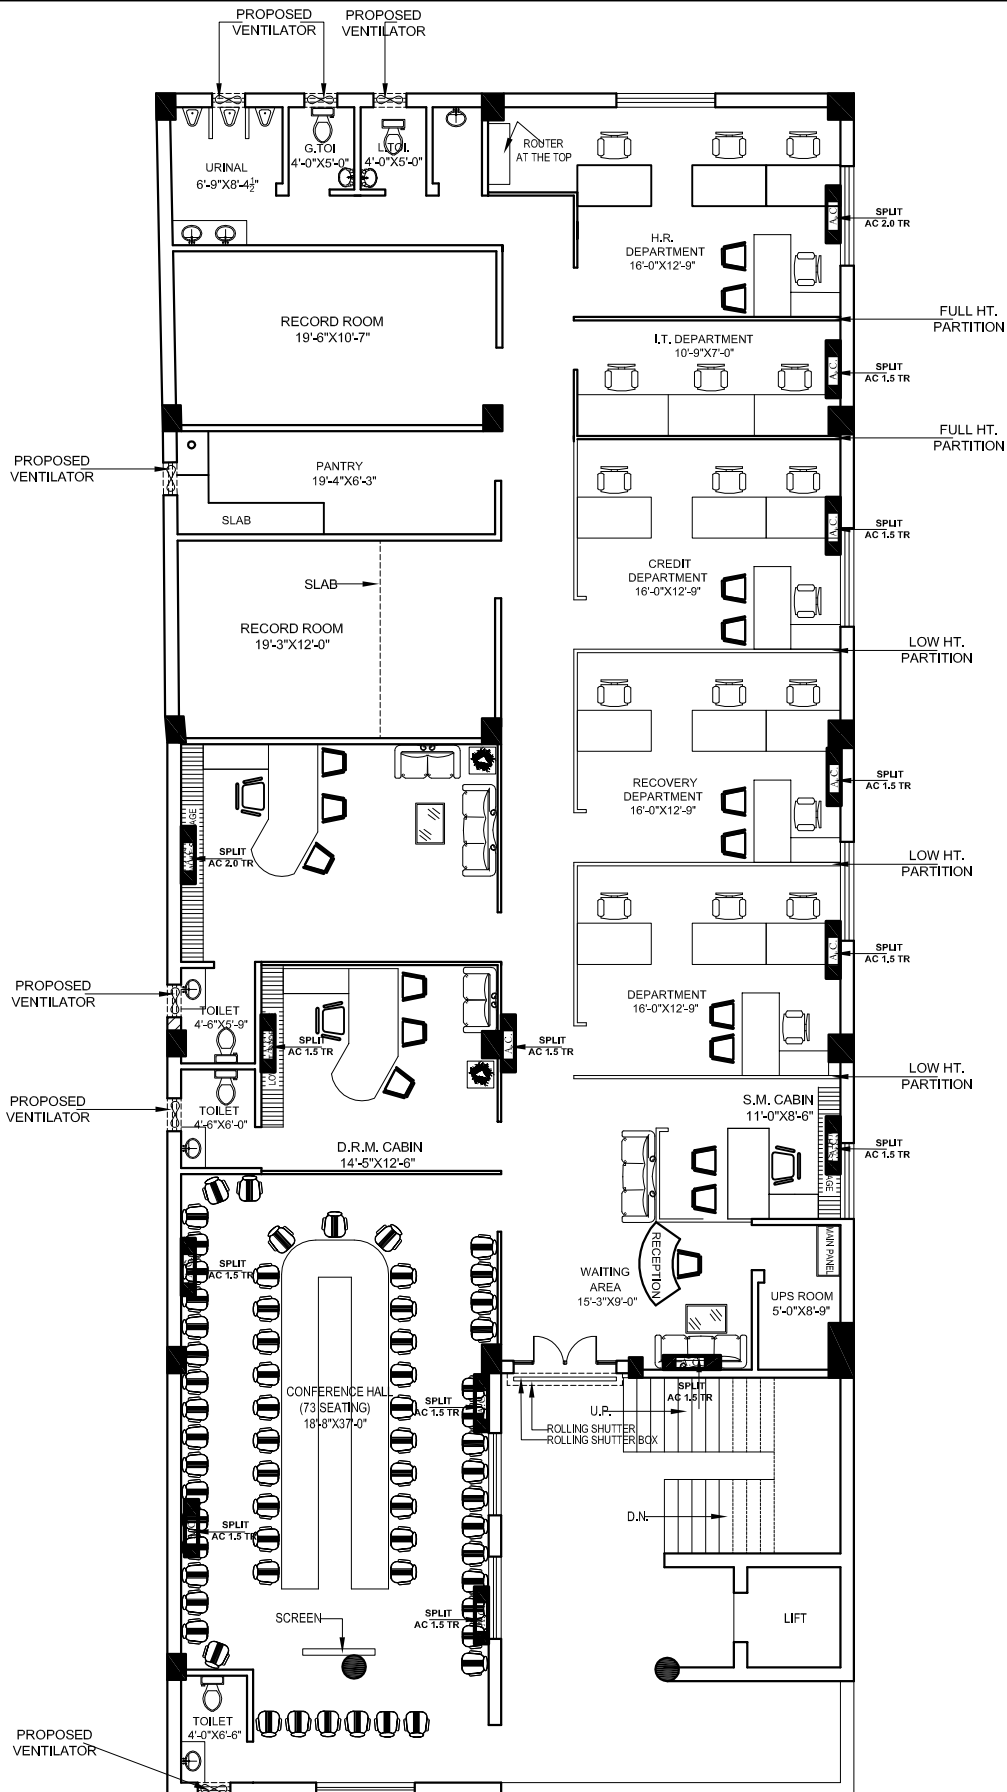 PROPOSED
VENTILATOR
PROPOSED
VENTILATOR
G.TOI
4'-0"X5'-0"
L.TOI.
4'-0"X5'-0"
ROUTER
AT THE TOP
URINAL
6'-9"X8'-4½"
SPLIT
AC 2.0 TR
A.C.
H.R.
DEPARTMENT
16'-0"X12'-9"
RECORD ROOM
19'-6"X10'-7"
FULL HT.
PARTITION
I.T. DEPARTMENT
10'-9"X7'-0"
A.C.
SPLIT
AC 1.5 TR
FULL HT.
PARTITION
PROPOSED
VENTILATOR
PANTRY
19'-4"X6'-3"
SLAB
A.C.
SPLIT
AC 1.5 TR
CREDIT
DEPARTMENT
16'-0"X12'-9"
SLAB
RECORD ROOM
19'-3"X12'-0"
LOW HT.
PARTITION
RECOVERY
DEPARTMENT
16'-0"X12'-9"
A.C.
SPLIT
AC 1.5 TR
SPLIT
AC 2.0 TR
LOW HT.
PARTITION
A.C.
SPLIT
AC 1.5 TR
PROPOSED
VENTILATOR
TOILET
4'-6"X5'-9"
DEPARTMENT
16'-0"X12'-9"
SPLIT
AC 1.5 TR
A.C.
SPLIT
AC 1.5 TR
LOW HT.
PARTITION
PROPOSED
VENTILATOR
TOILET
4'-6"X6'-0"
S.M. CABIN
11'-0"X8'-6"
D.R.M. CABIN
14'-5"X12'-6"
SPLIT
AC 1.5 TR
RECEPTION
MAIN PANEL
SPLIT
AC 1.5 TR
WAITING
AREA
15'-3"X9'-0"
UPS ROOM
5'-0"X8'-9"
CONFERENCE HALL
(73 SEATING)
18'-8"X37'-0"
SPLIT
AC 1.5 TR
SPLIT
AC 1.5 TR
U.P.
ROLLING SHUTTER
ROLLING SHUTTER BOX
SPLIT
AC 1.5 TR
D.N.
SCREEN
SPLIT
AC 1.5 TR
LIFT
TOILET
4'-0"X6'-6"
PROPOSED
VENTILATOR